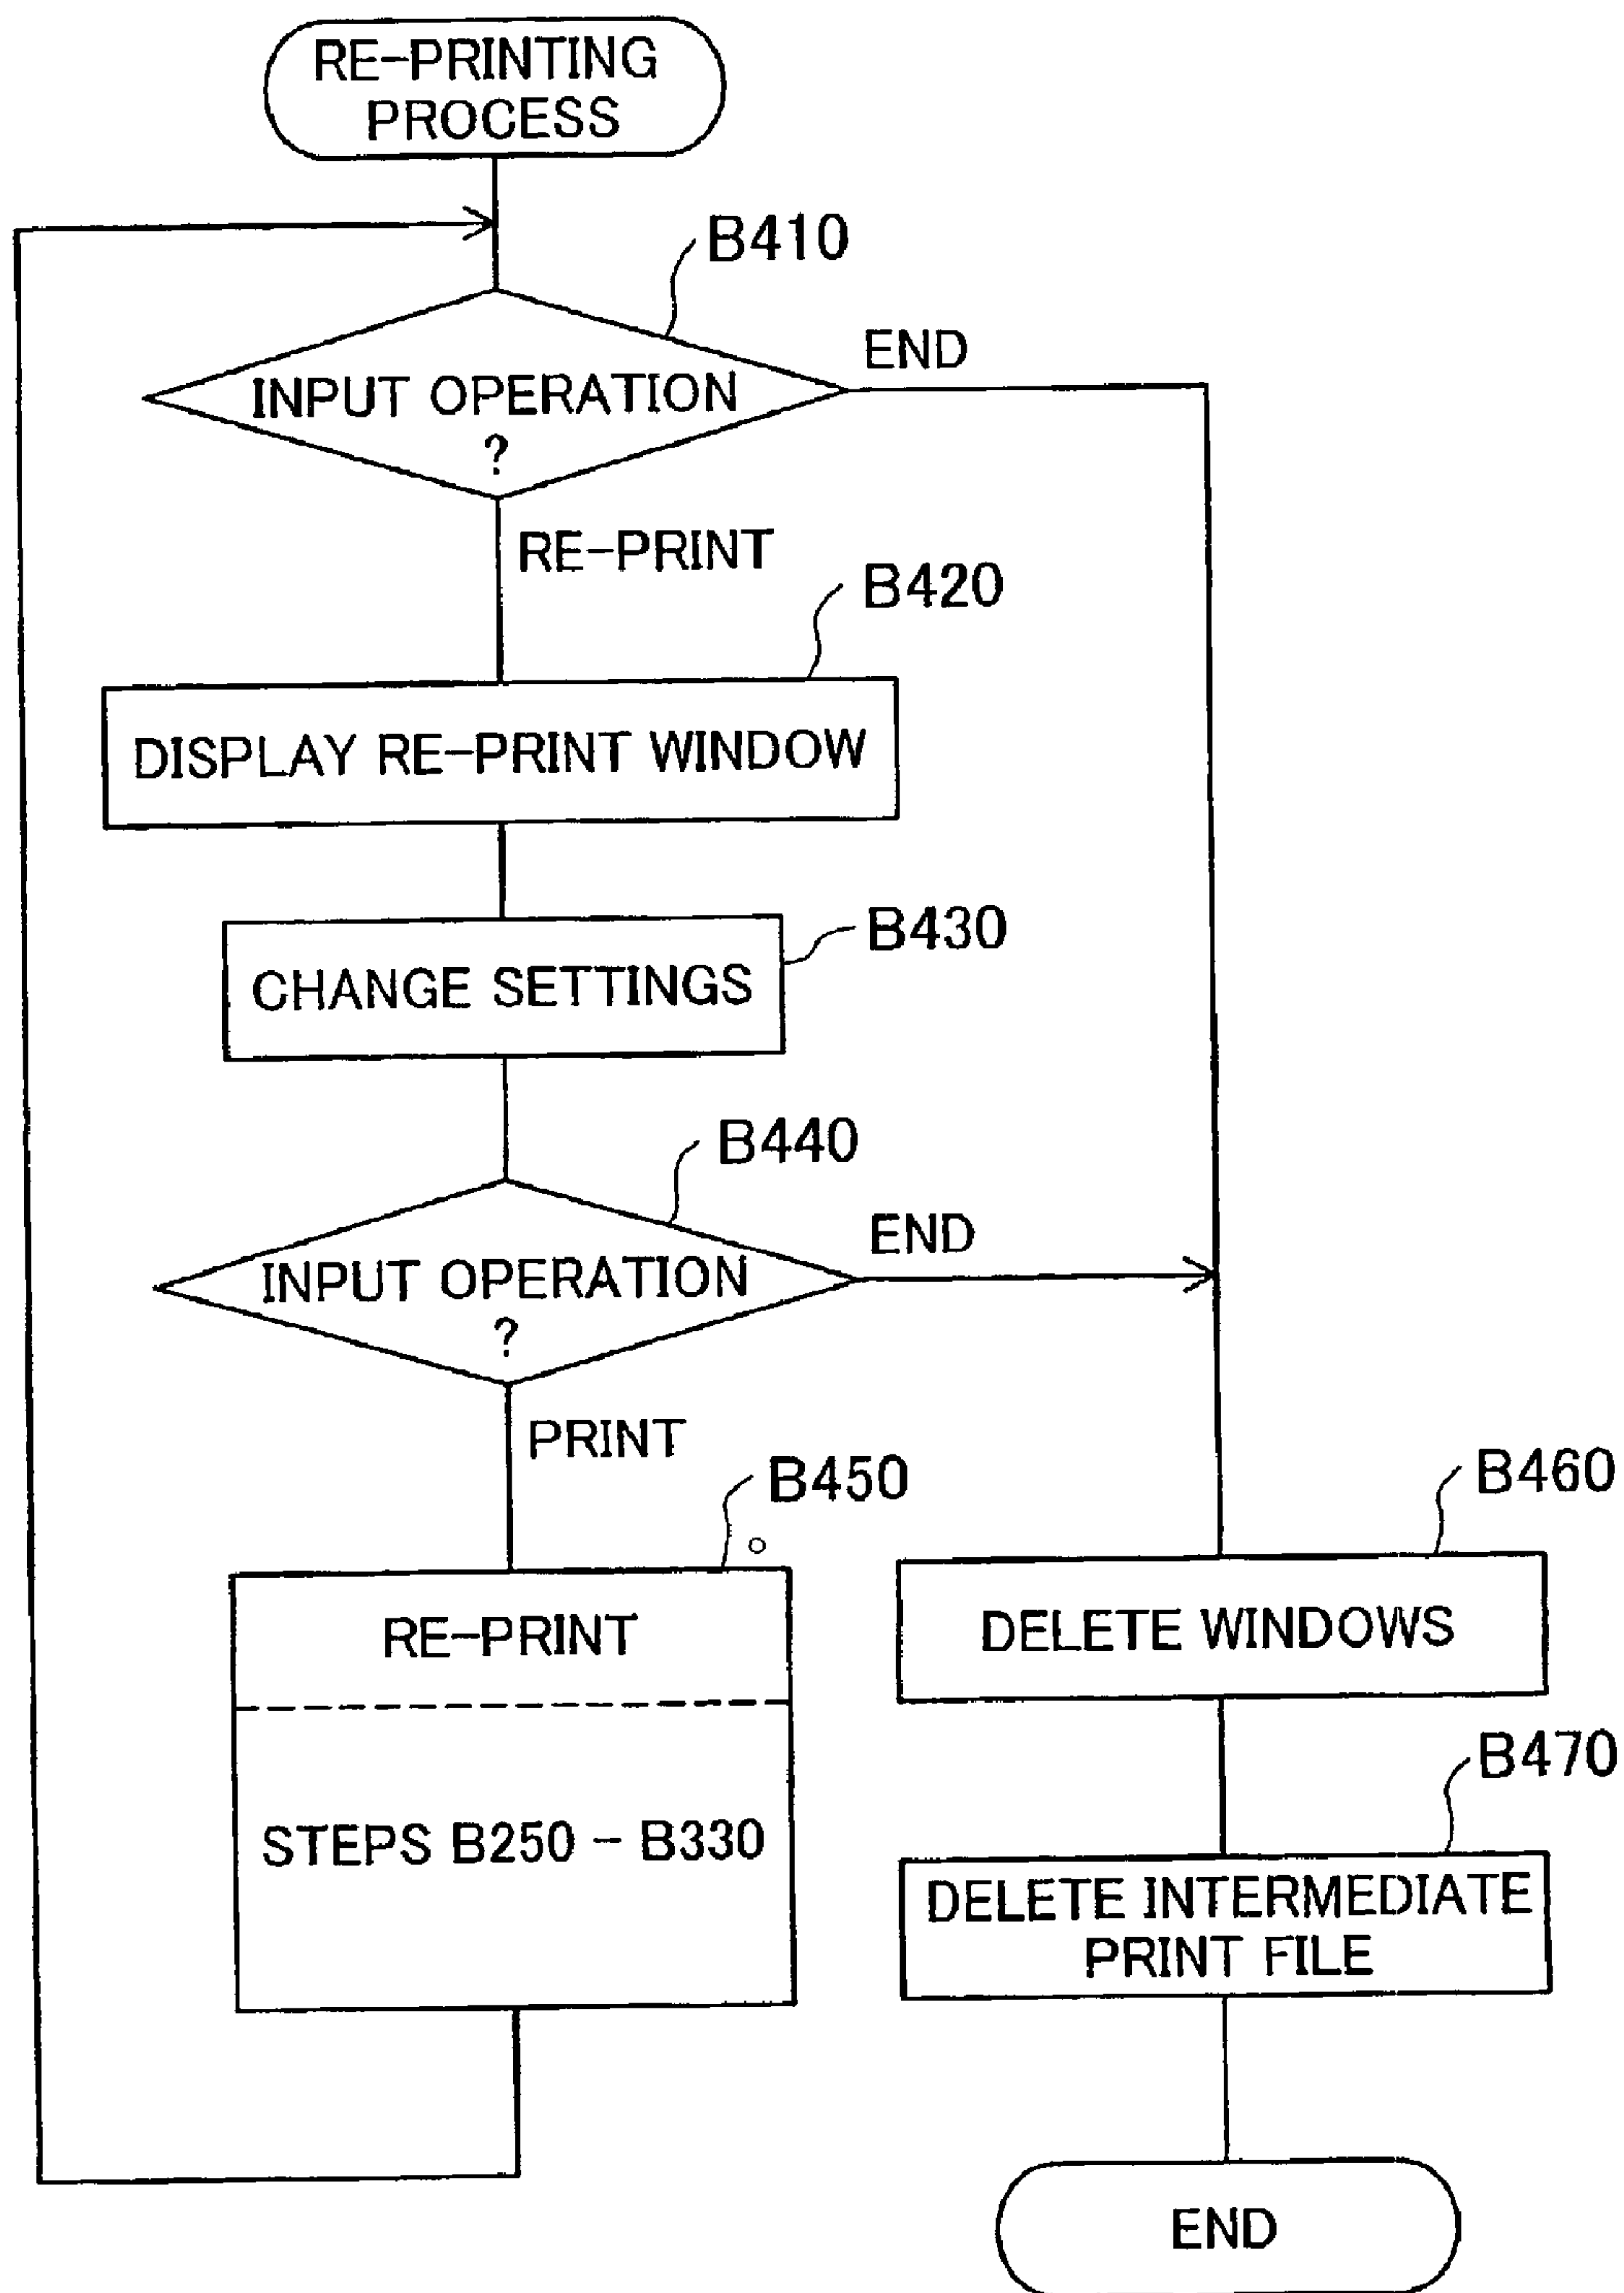 RE-PRINTING
PROCESS
B410
END
INPUT OPERATION
?
RE-PRINT
B420
DISPLAY RE-PRINT WINDOW
B430
CHANGE SETTINGS
B440
END
INPUT OPERATION
?
PRINT
B450
B460
RE-PRINT
DELETE WINDOWS
B470
STEPS B250 - B330
DELETE INTERMEDIATE
PRINT FILE
END